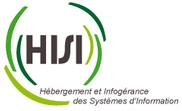 HISI
Hébergement et Infogérance
des Systèmes d'Information